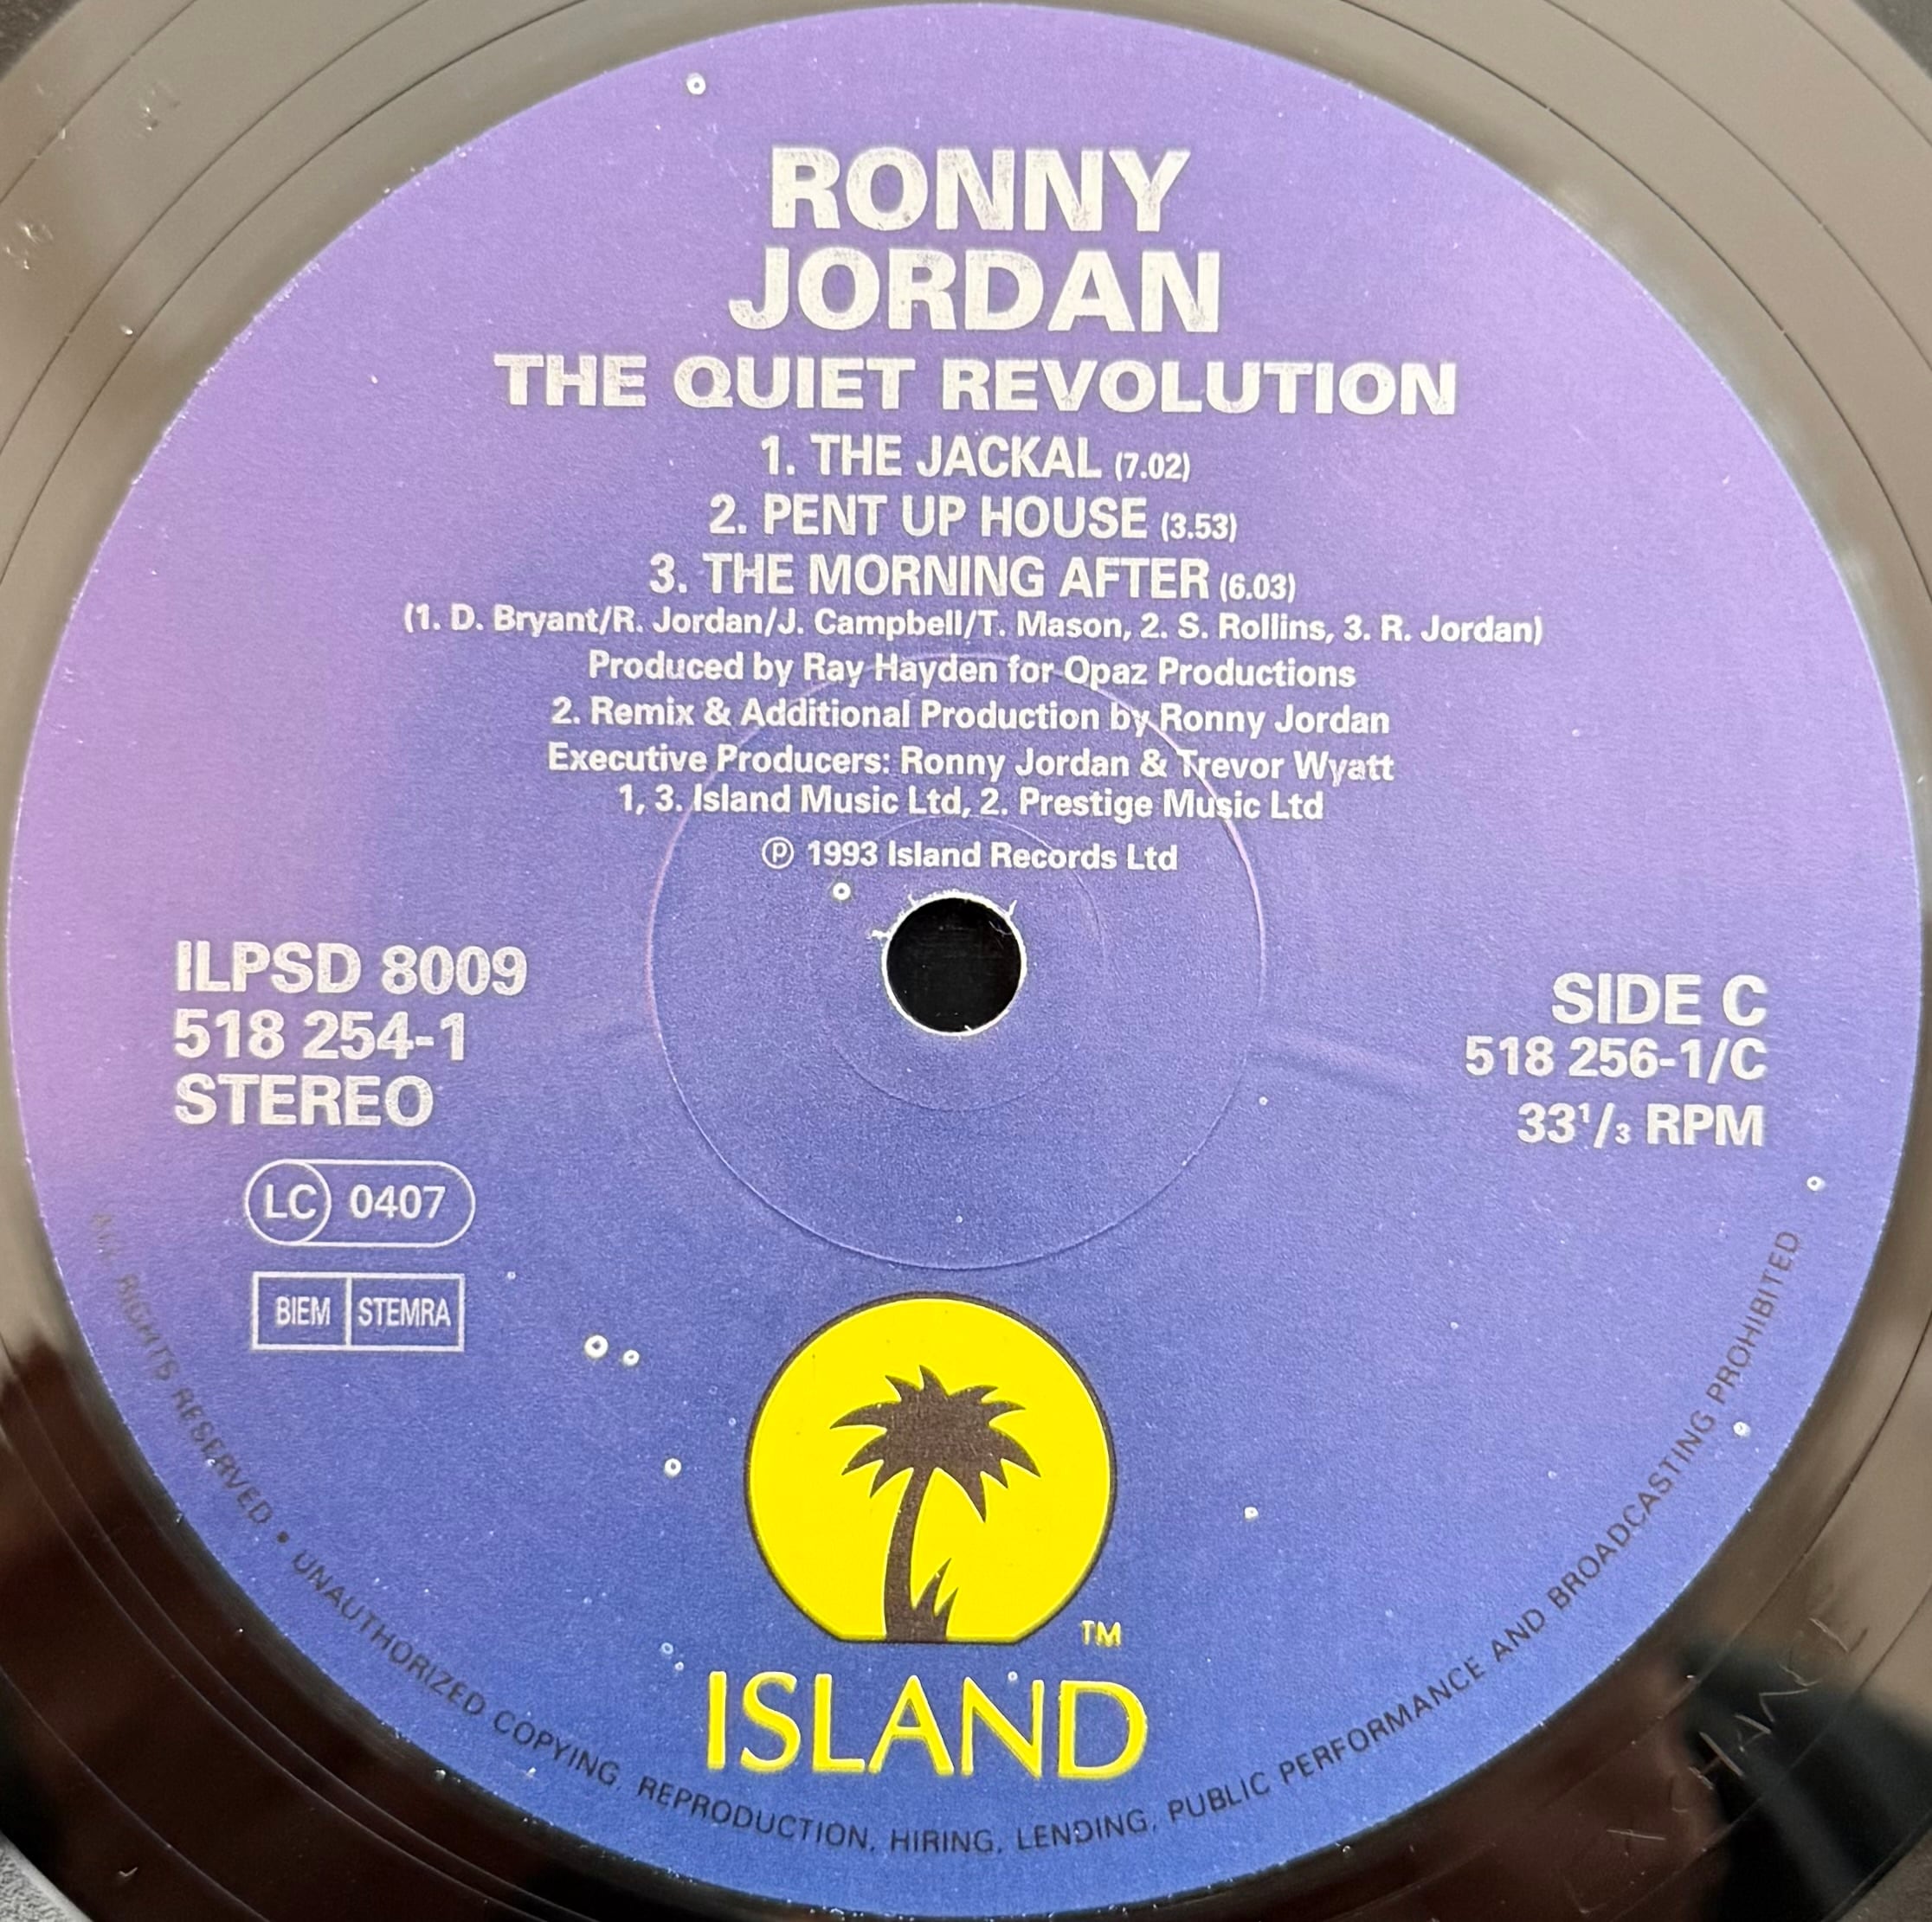 RONNY
JORDAN
THE QUIET REVOLUTION
1. THE JACKAL (7.02)
2. PENT UP HOUSE (3.53)
3. THE MORNING AFTER (6.03)
(1. D. Bryant/R. Jordan/J. Campbell/T. Mason, 2. S. Rollins, 3. R. Jordan)
Produced by Ray Hayden for Opaz Productions
2. Remix & Additional Production by Ronny Jordan
Executive Producers: Ronny Jordan & Trevor Wyatt
1, 3. Island Music Ltd, 2. Prestige Music Ltd
℗ 1993 Island Records Ltd
ILPSD 8009
518 254-1
STEREO
LC 0407
BIEM STEMRA
SIDE C
518 256-1/C
33 1/3 RPM
TM
ISLAND
ALL RIGHTS RESERVED • UNAUTHORIZED COPYING, REPRODUCTION, HIRING, LENDING, PUBLIC PERFORMANCE AND BROADCASTING PROHIBITED